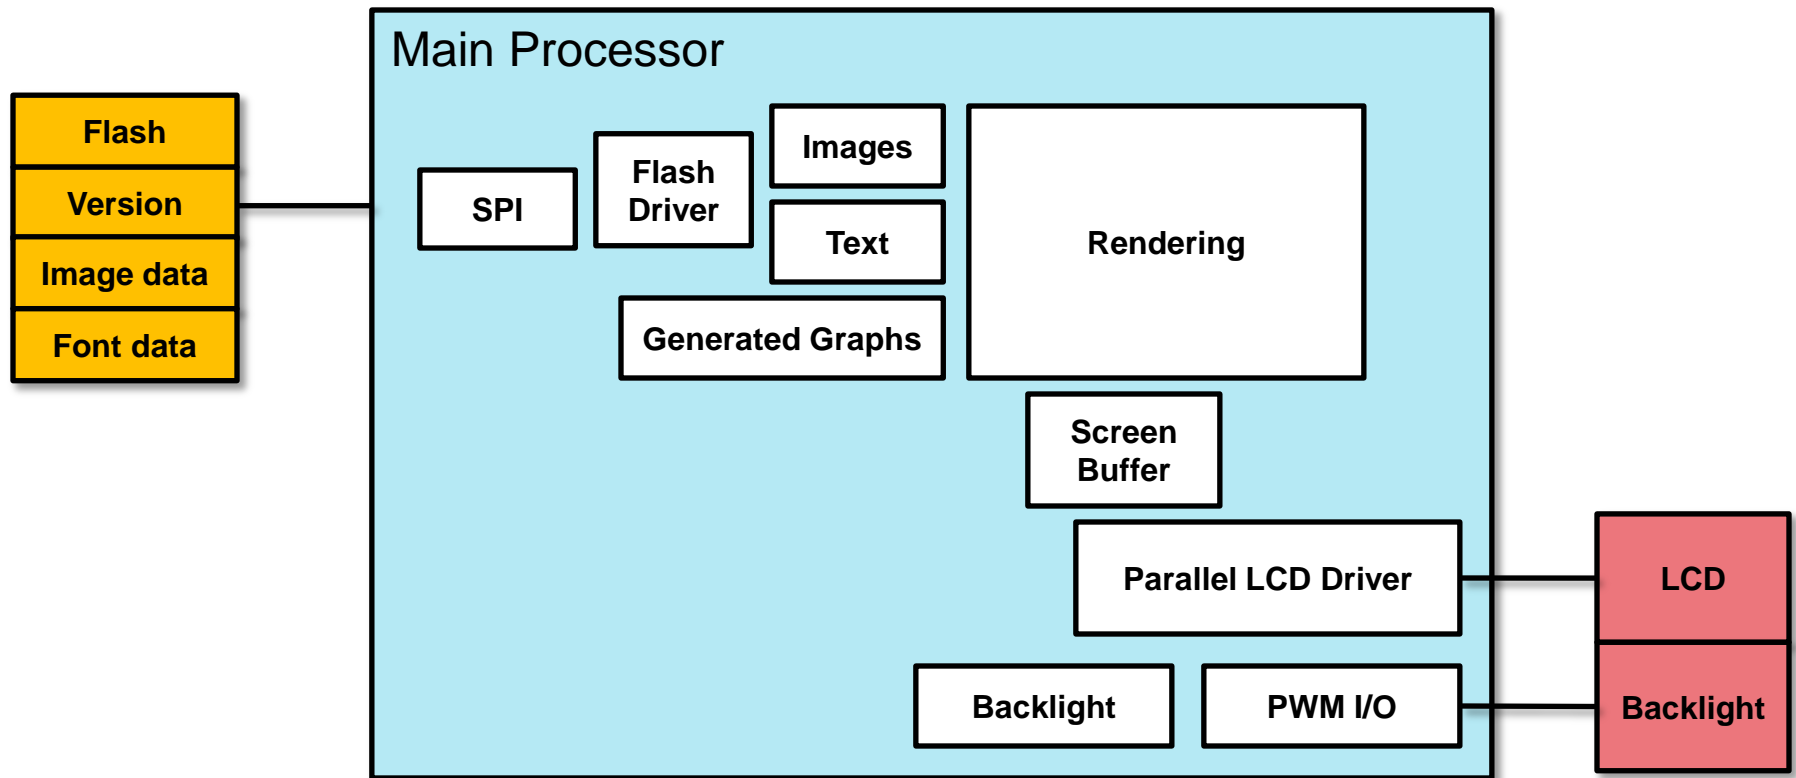 Main Processor
Flash
Version
Image data
Font data
SPI
Flash
Driver
Images
Text
Generated Graphs
Rendering
Screen
Buffer
Parallel LCD Driver
LCD
Backlight
PWM I/O
Backlight